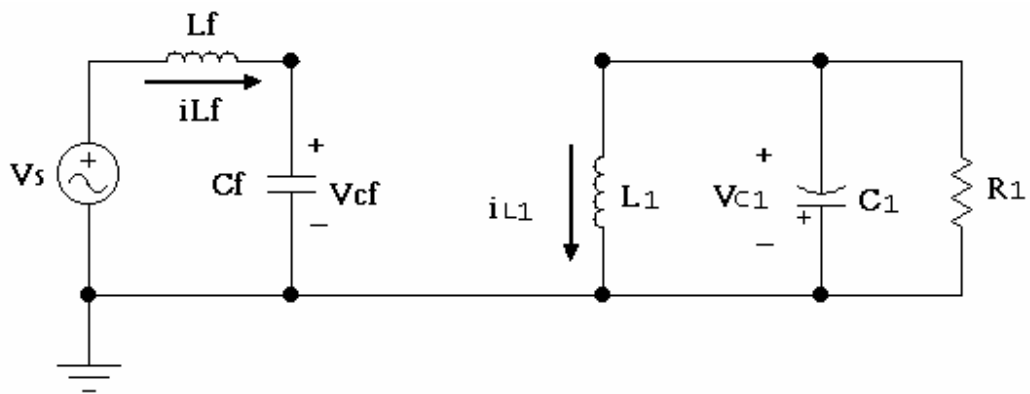 Lf
iLf
Vs
+
Cf
+
Vcf
−
iL1
L1
+
VC1
−
+
C1
R1